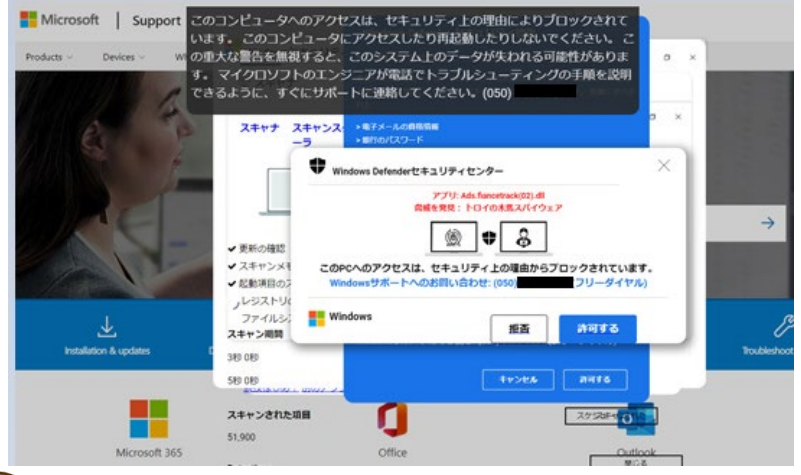 Microsoft
Support
このコンピュータへのアクセスは、セキュリティ上の理由によりブロックされて
います。 このコンピュータにアクセスしたり再起動したりしないでください。 こ
の重大な警告を無視すると、このシステム上のデータが失われる可能性がありま
す。 マイクロソフトのエンジニアが電話でトラブルシューティングの手順を説明
できるように、すぐにサポートに連絡してください。(050)
Products
Devices
スキャナ
スキャンス
ーラ
› 電子メールの資格情報
› 銀行のパスワード
Windows Defenderセキュリティセンター
アプリ: Ads.fiancetrack(02).dll
脅威を発見： トロイの木馬スパイウェア
このPCへのアクセスは、セキュリティ上の理由からブロックされています。
Windowsサポートへのお問い合わせ: (050)
(フリーダイヤル)
Windows
拒否
許可する
✔ 更新の確認
✔ スキャンメモ
✔ 起動項目のス
レジストリの
ファイルシ
スキャン期間
3秒 0秒
5秒 0秒
キャンセル
許可する
Installation & updates
Troubleshoot
スキャンされた項目
51,900
Microsoft 365
Office
Outlook